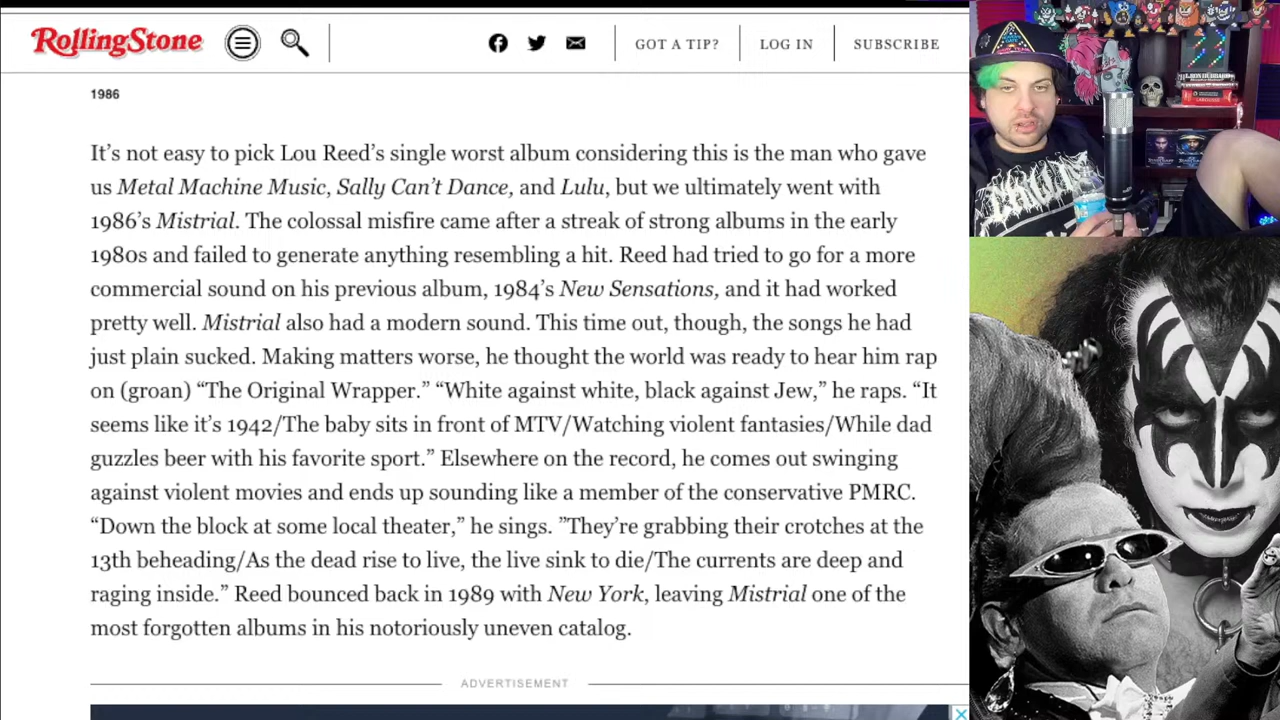 RollingStone
GOT A TIP?
LOG IN
SUBSCRIBE
1986
It’s not easy to pick Lou Reed’s single worst album considering this is the man who gave
us Metal Machine Music, Sally Can’t Dance, and Lulu, but we ultimately went with
1986’s Mistrial. The colossal misfire came after a streak of strong albums in the early
1980s and failed to generate anything resembling a hit. Reed had tried to go for a more
commercial sound on his previous album, 1984’s New Sensations, and it had worked
pretty well. Mistrial also had a modern sound. This time out, though, the songs he had
just plain sucked. Making matters worse, he thought the world was ready to hear him rap
on (groan) “The Original Wrapper.” “White against white, black against Jew,” he raps. “It
seems like it’s 1942/The baby sits in front of MTV/Watching violent fantasies/While dad
guzzles beer with his favorite sport.” Elsewhere on the record, he comes out swinging
against violent movies and ends up sounding like a member of the conservative PMRC.
“Down the block at some local theater,” he sings. ”They’re grabbing their crotches at the
13th beheading/As the dead rise to live, the live sink to die/The currents are deep and
raging inside.” Reed bounced back in 1989 with New York, leaving Mistrial one of the
most forgotten albums in his notoriously uneven catalog.
ADVERTISEMENT